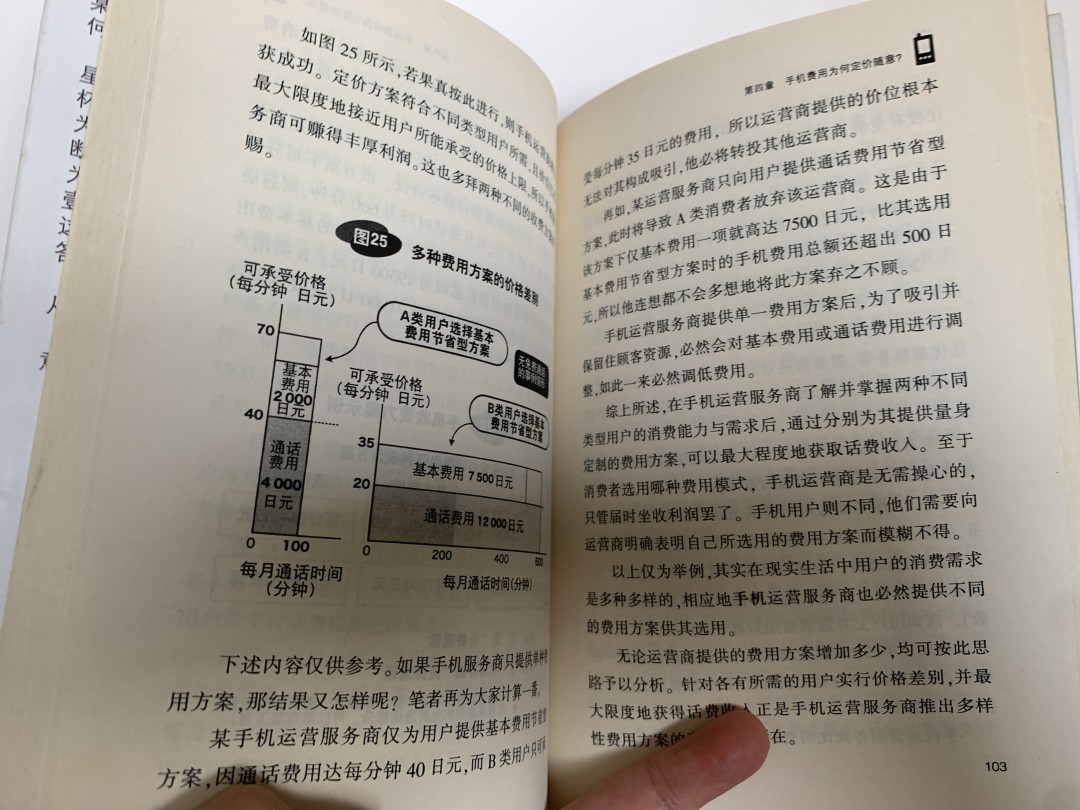 如图25所示，若果真按此进行，则手机运营商
获成功。定价方案符合不同类型用户所需，且价
最大限度地接近用户所能承受的价格上限，所以手机
务商可赚得丰厚利润。这也多拜两种不同的收费方案
赐。
图25 多种费用方案的价格差别
可承受价格
（每分钟 日元）
70
40
基本
费用
2 000
日元
通话
费用
4 000
日元
0 100
每月通话时间
（分钟）
A类用户选择基本
费用节省型方案
可承受价格
（每分钟 日元）
B类用户选择基本
费用节省型方案
35
20
基本费用 7 500日元
通话费用 12 000日元
0 200 400 600
每月通话时间（分钟）
下述内容仅供参考。如果手机服务商只提供单种费
用方案，那结果又怎样呢？笔者再为大家计算一番。
某手机运营服务商仅为用户提供基本费用节省型
方案，因通话费用达每分钟40日元，而B类用户只可承
第四章 手机费用为何定价随意？
受每分钟35日元的费用，所以运营商提供的价位根本
无法对其构成吸引，他必将转投其他运营商。
再如，某运营服务商只向用户提供通话费用节省型
方案，此时将导致A类消费者放弃该运营商。这是由于
该方案下仅基本费用一项就高达7500日元，比其选用
基本费用节省型方案时的手机费用总额还超出500日
元，所以他连想都不会多想地将此方案弃之不顾。
手机运营服务商提供单一费用方案后，为了吸引并
保留住顾客资源，必然会对基本费用或通话费用进行调
整，如此一来必然调低费用。
综上所述，在手机运营服务商了解并掌握两种不同
类型用户的消费能力与需求后，通过分别为其提供量身
定制的费用方案，可以最大程度地获取话费收入。至于
消费者选用哪种费用模式，手机运营商是无需操心的，
只管届时坐收利润罢了。手机用户则不同，他们需要向
运营商明确表明自己所选用的费用方案而模糊不得。
以上仅为举例，其实在现实生活中用户的消费需求
是多种多样的，相应地手机运营服务商也必然提供不同
的费用方案供其选用。
无论运营商提供的费用方案增加多少，均可按此思
路予以分析。针对各有所需的用户实行价格差别，并最
大限度地获得话费收入正是手机运营服务商推出多样
性费用方案的 在。
103